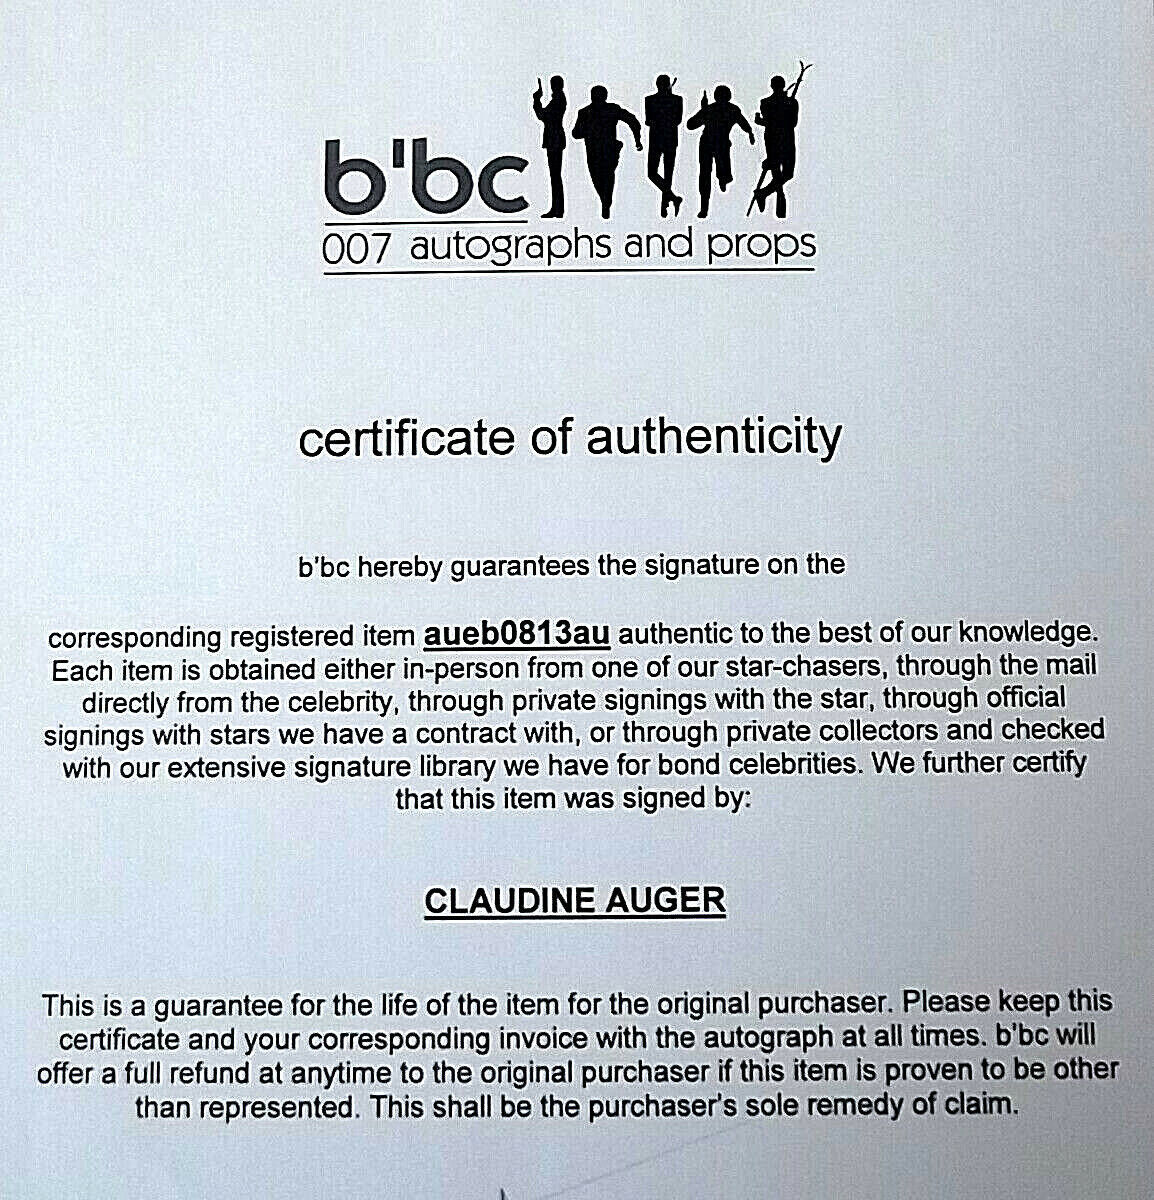 b'bc
007 autographs and props
certificate of authenticity
b'bc hereby guarantees the signature on the
corresponding registered item aueb0813au authentic to the best of our knowledge.
Each item is obtained either in-person from one of our star-chasers, through the mail
directly from the celebrity, through private signings with the star, through official
signings with stars we have a contract with, or through private collectors and checked
with our extensive signature library we have for bond celebrities. We further certify
that this item was signed by:
CLAUDINE AUGER
This is a guarantee for the life of the item for the original purchaser. Please keep this
certificate and your corresponding invoice with the autograph at all times. b'bc will
offer a full refund at anytime to the original purchaser if this item is proven to be other
than represented. This shall be the purchaser's sole remedy of claim.